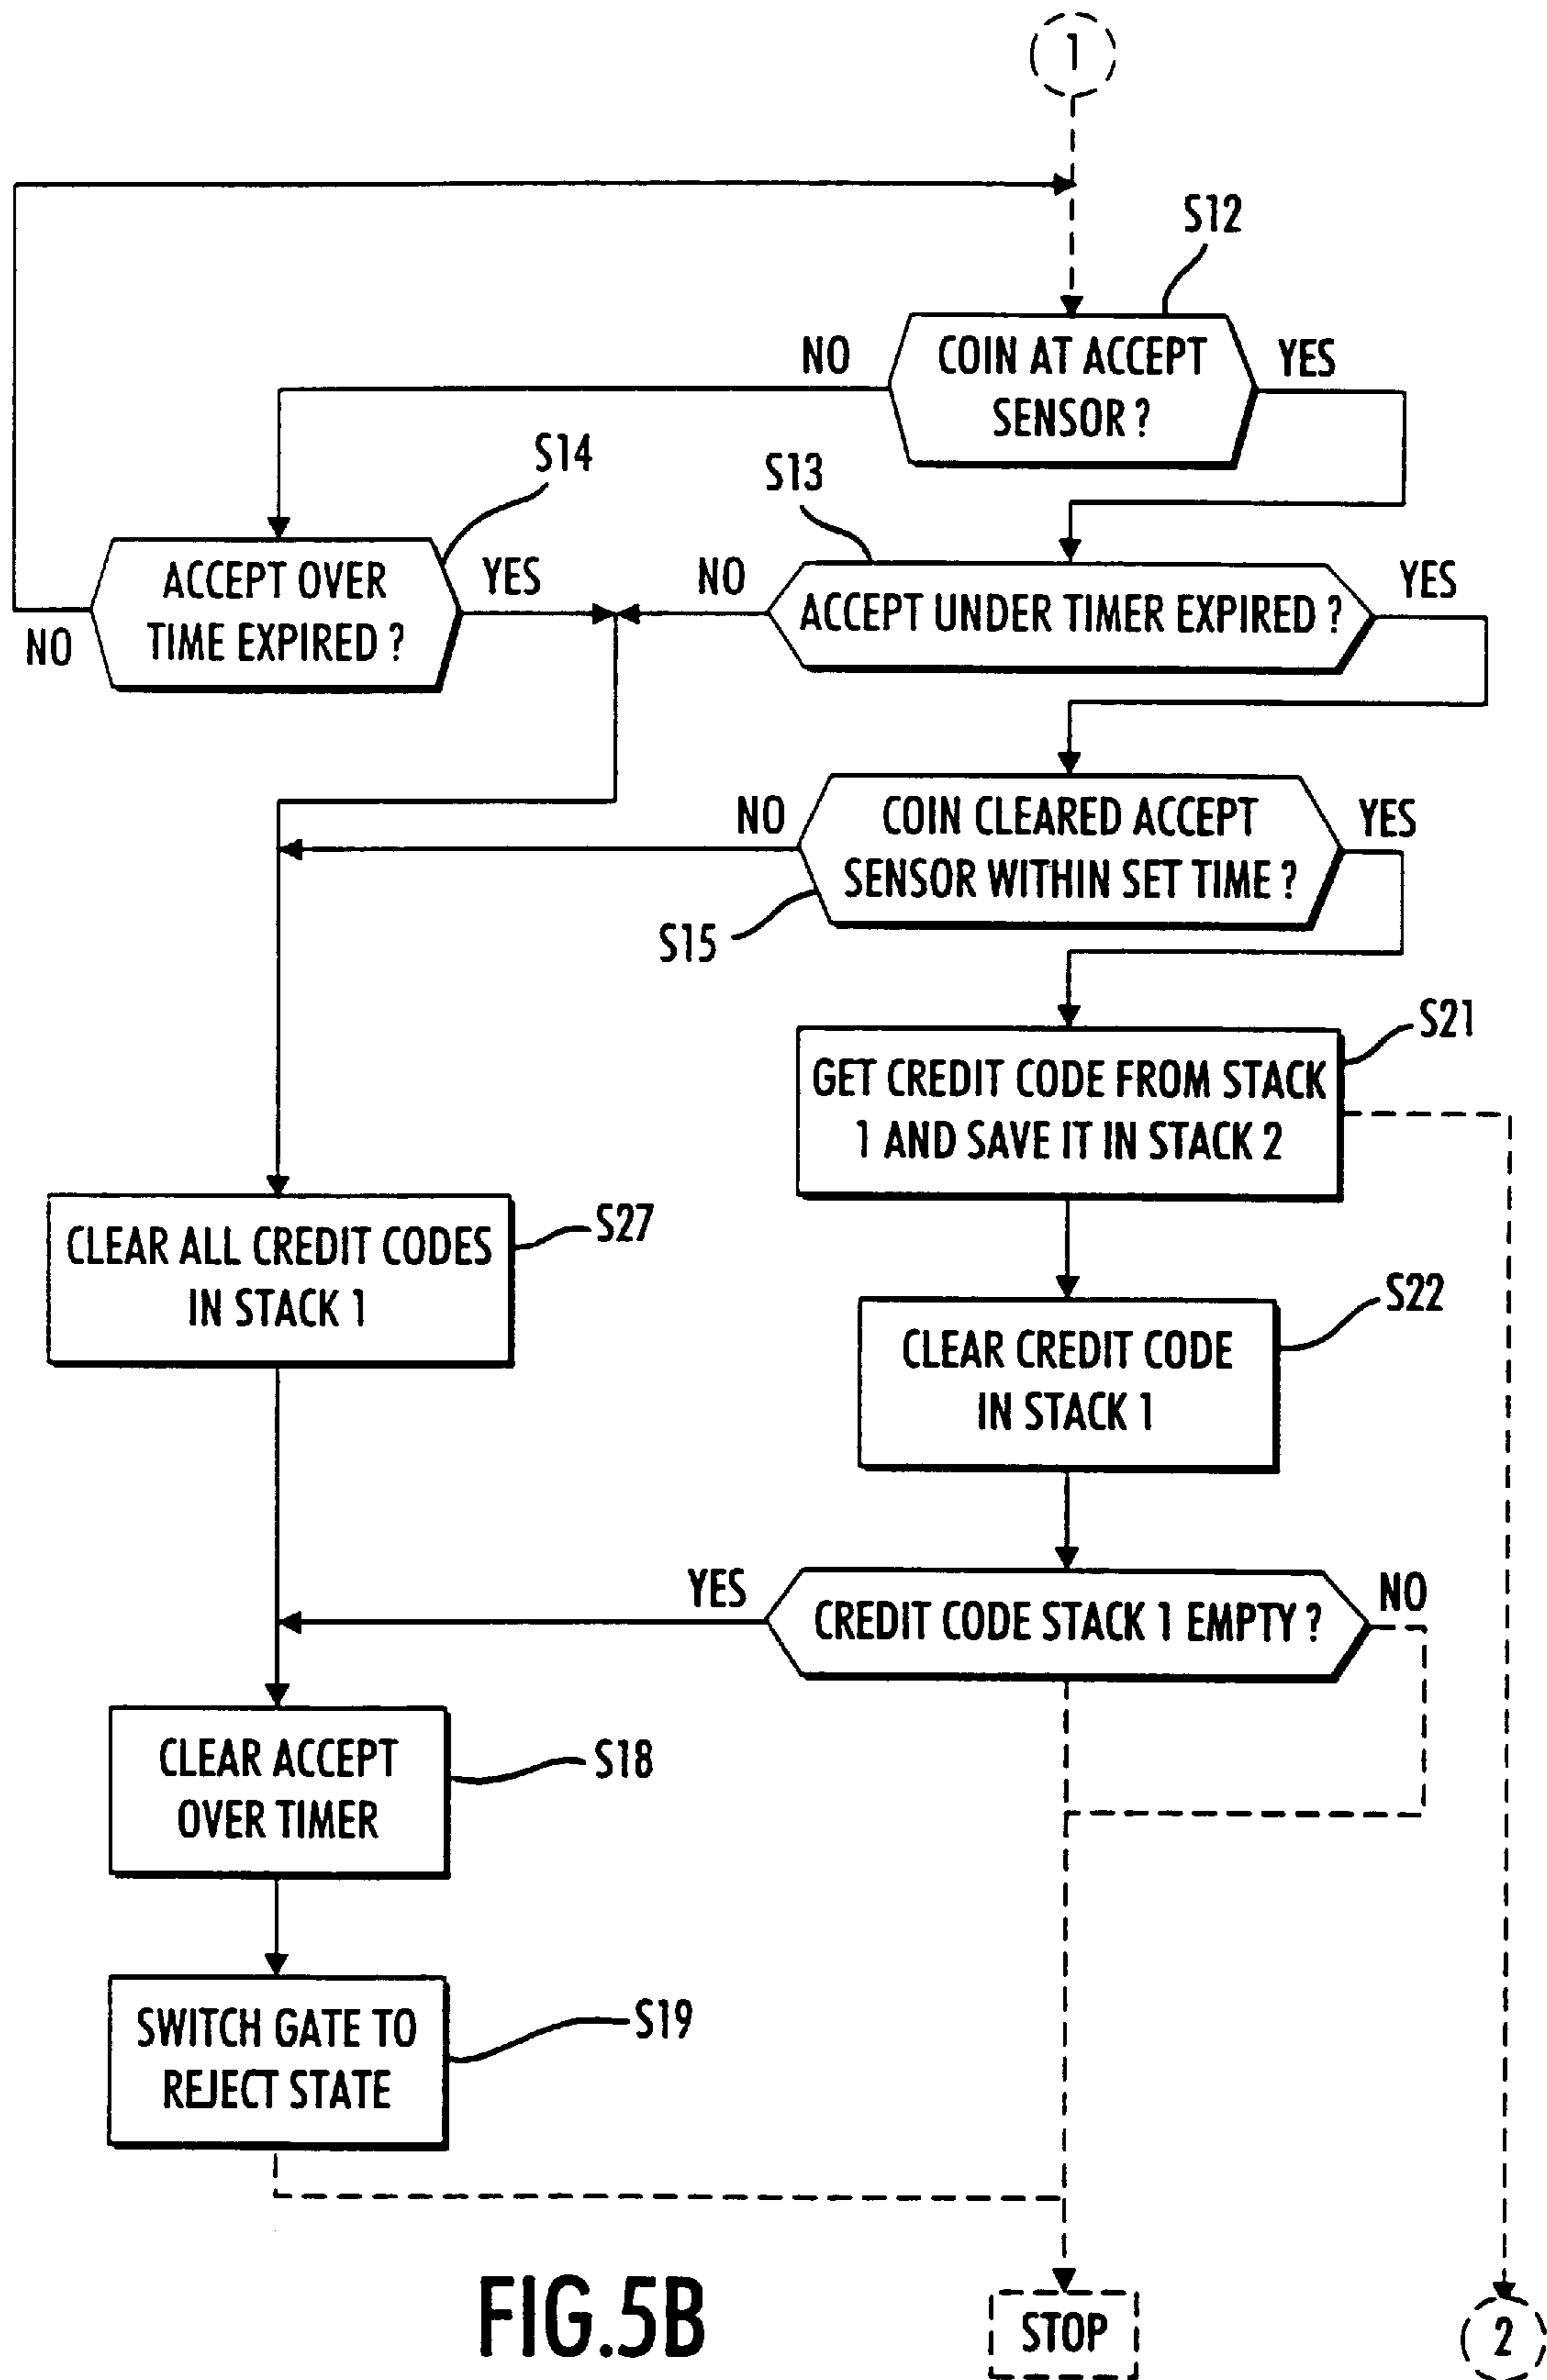 1
S12
NO
COIN AT ACCEPT
SENSOR ?
YES
S14
S13
ACCEPT OVER
TIME EXPIRED ?
YES
NO
NO
ACCEPT UNDER TIMER EXPIRED ?
YES
NO
COIN CLEARED ACCEPT
SENSOR WITHIN SET TIME ?
YES
S15
S21
GET CREDIT CODE FROM STACK
1 AND SAVE IT IN STACK 2
CLEAR ALL CREDIT CODES
IN STACK 1
S27
S22
CLEAR CREDIT CODE
IN STACK 1
YES
CREDIT CODE STACK 1 EMPTY ?
NO
CLEAR ACCEPT
OVER TIMER
S18
SWITCH GATE TO
REJECT STATE
S19
FIG.5B
STOP
2